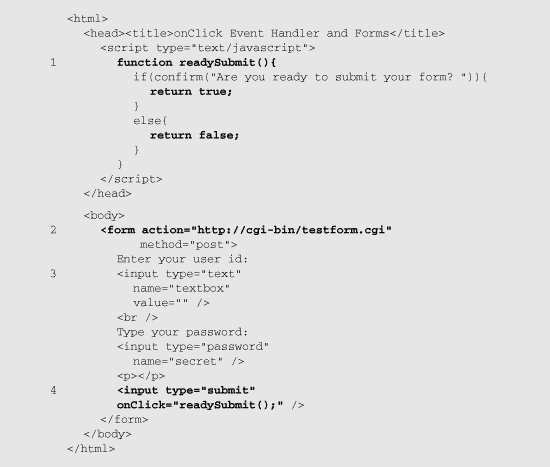 <html>
<head><title>onClick Event Handler and Forms</title>
<script type="text/javascript">
1 function readySubmit(){
if(confirm("Are you ready to submit your form? ")){
return true;
}
else{
return false;
}
}
</script>
</head>
<body>
2 <form action="http://cgi-bin/testform.cgi"
method="post">
Enter your user id:
3 <input type="text"
name="textbox"
value="" />
<br />
Type your password:
<input type="password"
name="secret" />
<p></p>
4 <input type="submit"
onClick="readySubmit();" />
</form>
</body>
</html>